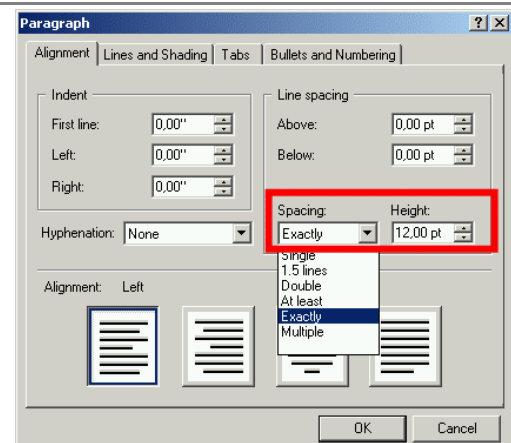 Paragraph
Alignment Lines and Shading Tabs Bullets and Numbering
Indent
First line: 0,00"
Left: 0,00"
Right: 0,00"
Line spacing
Above: 0,00 pt
Below: 0,00 pt
Spacing: Height:
Exactly 12,00 pt
Single
1.5 lines
Double
At least
Exactly
Multiple
Hyphenation: None
Alignment: Left
OK Cancel